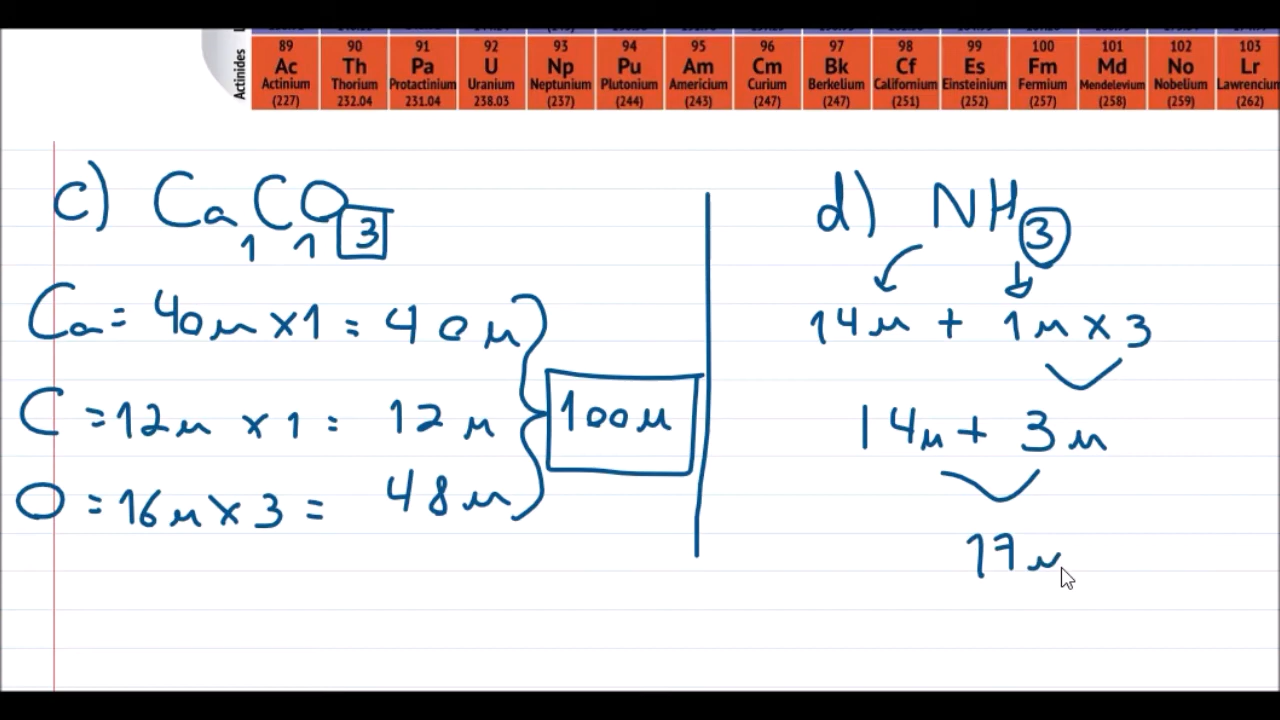 Actinides
89 90 91 92 93 94 95 96 97 98 99 100 101 102 103
Ac Th Pa U Np Pu Am Cm Bk Cf Es Fm Md No Lr
Actinium Thorium Protactinium Uranium Neptunium Plutonium Americium Curium Berkelium Californium Einsteinium Fermium Mendelevium Nobelium Lawrencium
(227) 232.04 231.04 238.03 (237) (244) (243) (247) (247) (251) (252) (257) (258) (259) (262)
c) Ca1C1O3
Ca = 40u x 1 = 40u
C = 12u x 1 = 12u
O = 16u x 3 = 48u
100u
d) NH3
14u + 1u x 3
14u + 3u
17u